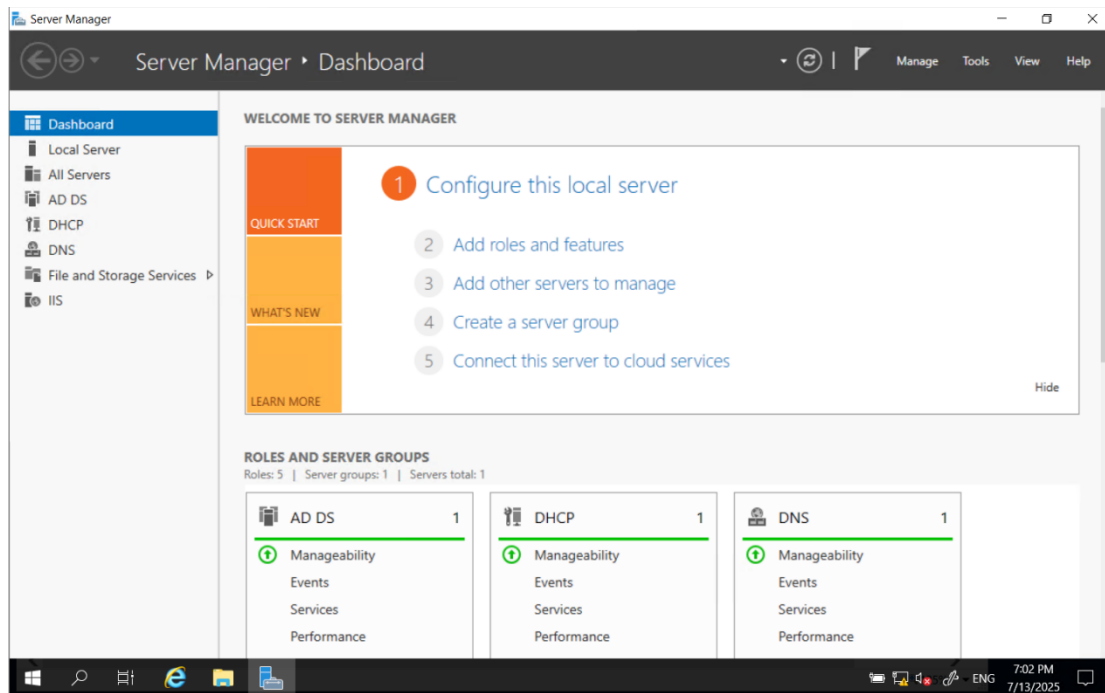 Server Manager
Server Manager • Dashboard
Manage Tools View Help
Dashboard
Local Server
All Servers
AD DS
DHCP
DNS
File and Storage Services
IIS
WELCOME TO SERVER MANAGER
QUICK START
WHAT'S NEW
LEARN MORE
1 Configure this local server
2 Add roles and features
3 Add other servers to manage
4 Create a server group
5 Connect this server to cloud services
Hide
ROLES AND SERVER GROUPS
Roles: 5 | Server groups: 1 | Servers total: 1
AD DS 1
Manageability
Events
Services
Performance
DHCP 1
Manageability
Events
Services
Performance
DNS 1
Manageability
Events
Services
Performance
ENG
7:02 PM
7/13/2025